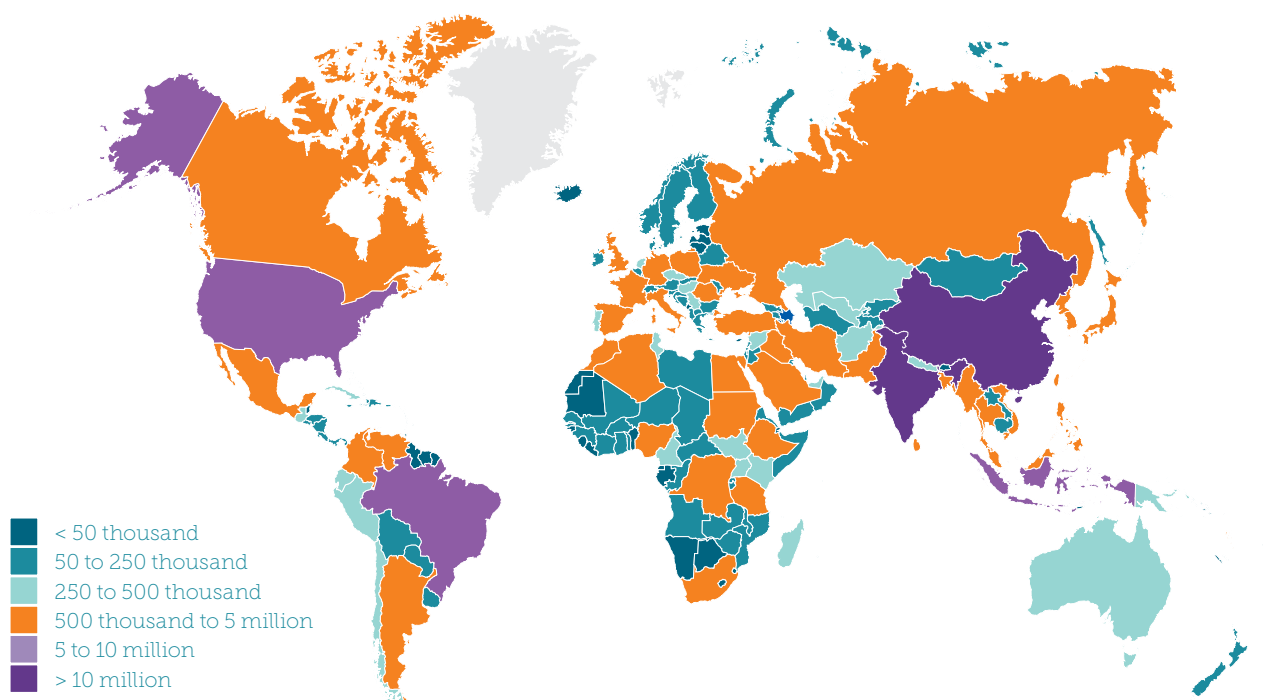 < 50 thousand
50 to 250 thousand
250 to 500 thousand
500 thousand to 5 million
5 to 10 million
> 10 million